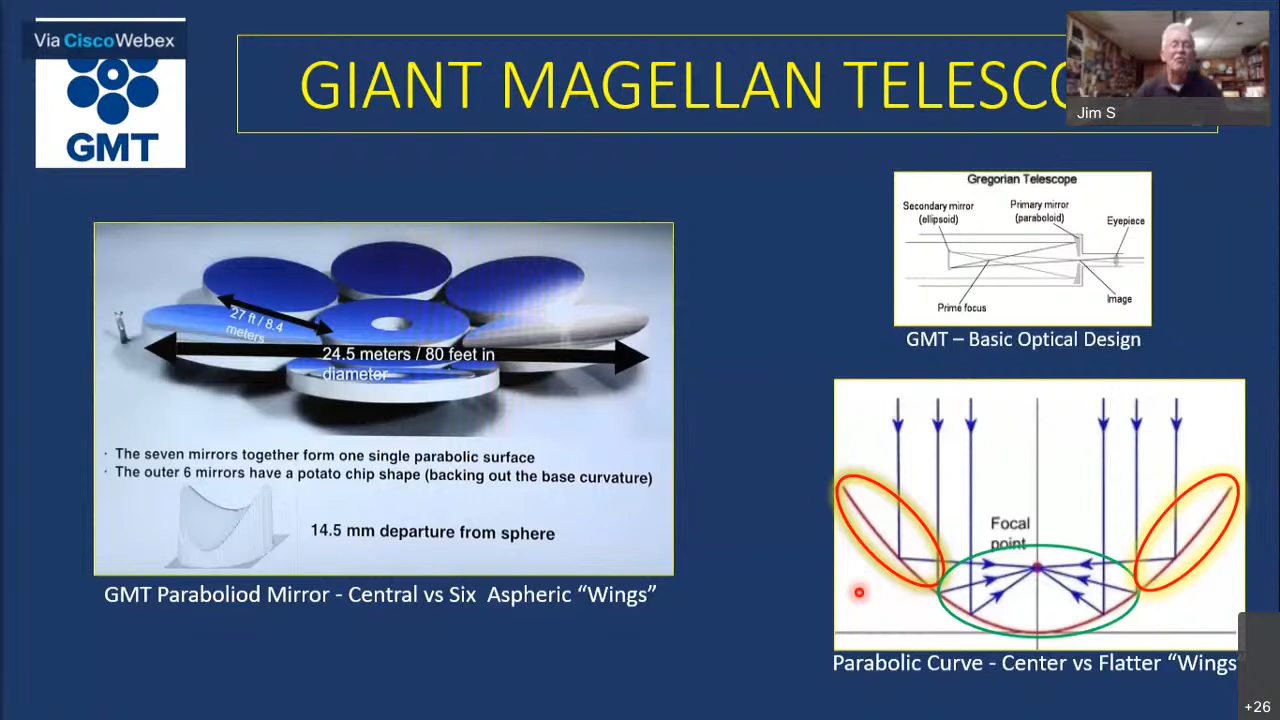 Via Cisco Webex
GMT
GIANT MAGELLAN TELESCO
Jim S
27 ft / 8.4
meters
24.5 meters / 80 feet in
diameter
· The seven mirrors together form one single parabolic surface
· The outer 6 mirrors have a potato chip shape (backing out the base curvature)
14.5 mm departure from sphere
GMT Paraboliod Mirror - Central vs Six Aspheric “Wings”
Gregorian Telescope
Secondary mirror
(ellipsoid)
Primary mirror
(paraboloid)
Eyepiece
Prime focus
Image
GMT – Basic Optical Design
Focal
point
Parabolic Curve - Center vs Flatter “Wings”
+26